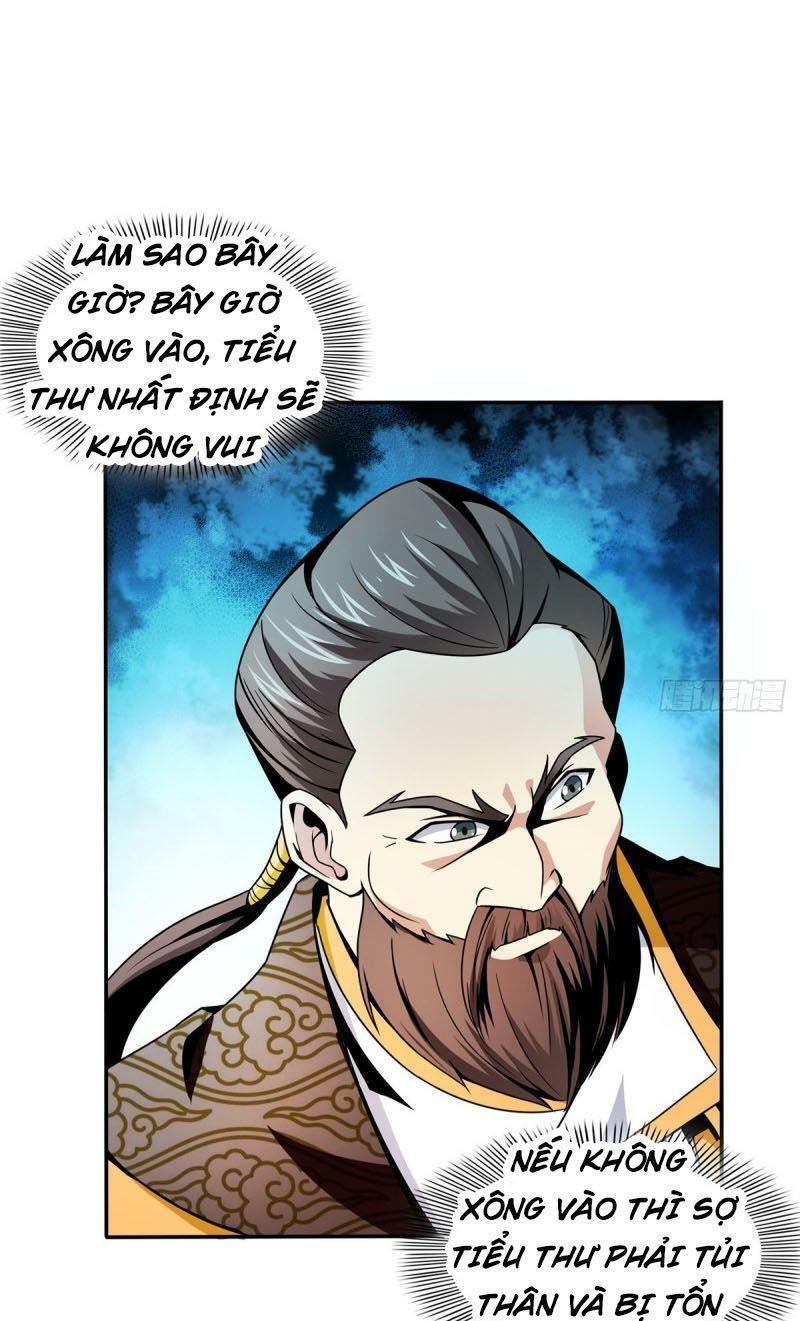 LÀM SAO BÂY
GIỜ? BÂY GIỜ
XÔNG VÀO, TIỂU
THƯ NHẤT ĐỊNH SẼ
KHÔNG VUI
NẾU KHÔNG
XÔNG VÀO THÌ SỢ
TIỂU THƯ PHẢI TỦI
THÂN VÀ BỊ TỔN